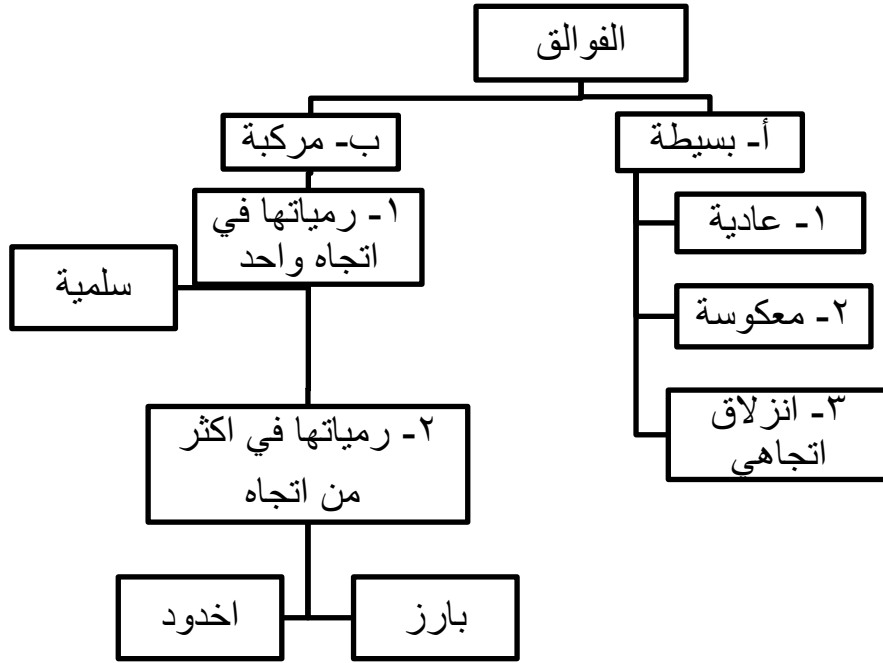 الفوالق
أ- بسيطة
١- عادية
٢- معكوسة
٣- انزلاق
اتجاهي
ب- مركبة
١- رمياتها في
اتجاه واحد
سلمية
٢- رمياتها في اكثر
من اتجاه
بارز
اخدود